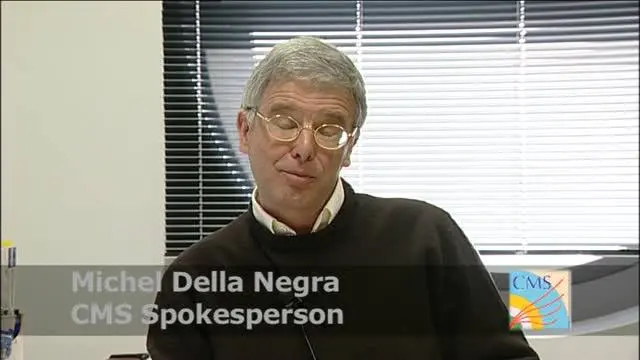 Michel Della Negra
CMS Spokesperson
CMS